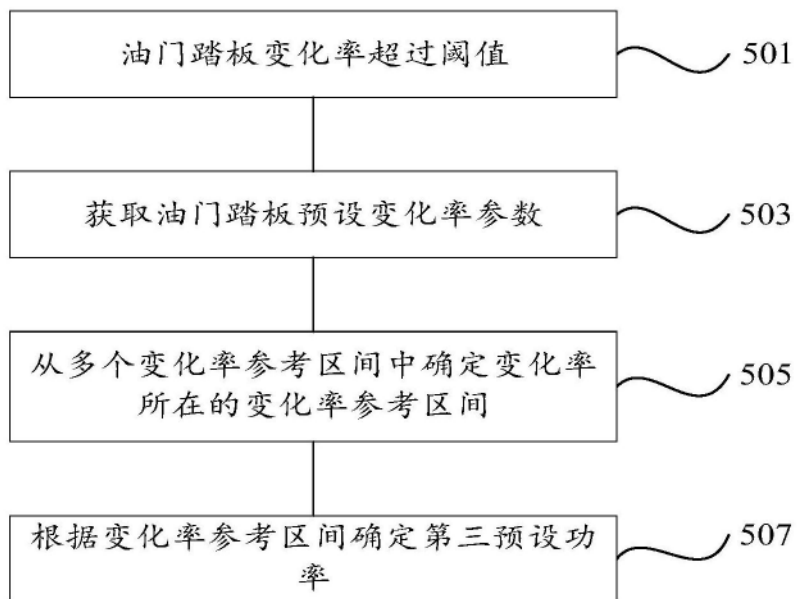 油门踏板变化率超过阈值
501
获取油门踏板预设变化率参数
503
从多个变化率参考区间中确定变化率
所在的变化率参考区间
505
根据变化率参考区间确定第三预设功
率
507